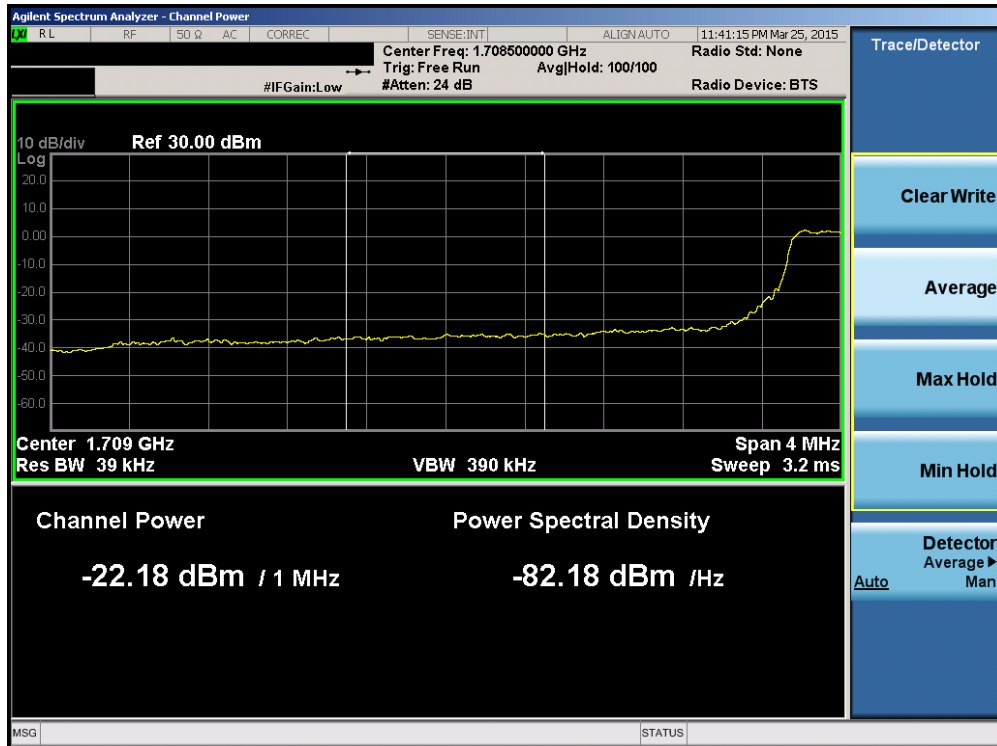 Agilent Spectrum Analyzer - Channel Power
LXI RL RF 50 Ω AC CORREC SENSE:INT ALIGN AUTO 11:41:15 PM Mar 25, 2015
Center Freq: 1.708500000 GHz Radio Std: None
Trig: Free Run Avg|Hold: 100/100
#IFGain:Low #Atten: 24 dB Radio Device: BTS
Trace/Detector
10 dB/div Ref 30.00 dBm
Log
20.0
10.0
0.00
-10.0
-20.0
-30.0
-40.0
-50.0
-60.0
Center 1.709 GHz Span 4 MHz
Res BW 39 kHz VBW 390 kHz Sweep 3.2 ms
Channel Power Power Spectral Density
-22.18 dBm / 1 MHz -82.18 dBm /Hz
Clear Write
Average
Max Hold
Min Hold
Detector
Average▶
Auto Man
MSG STATUS